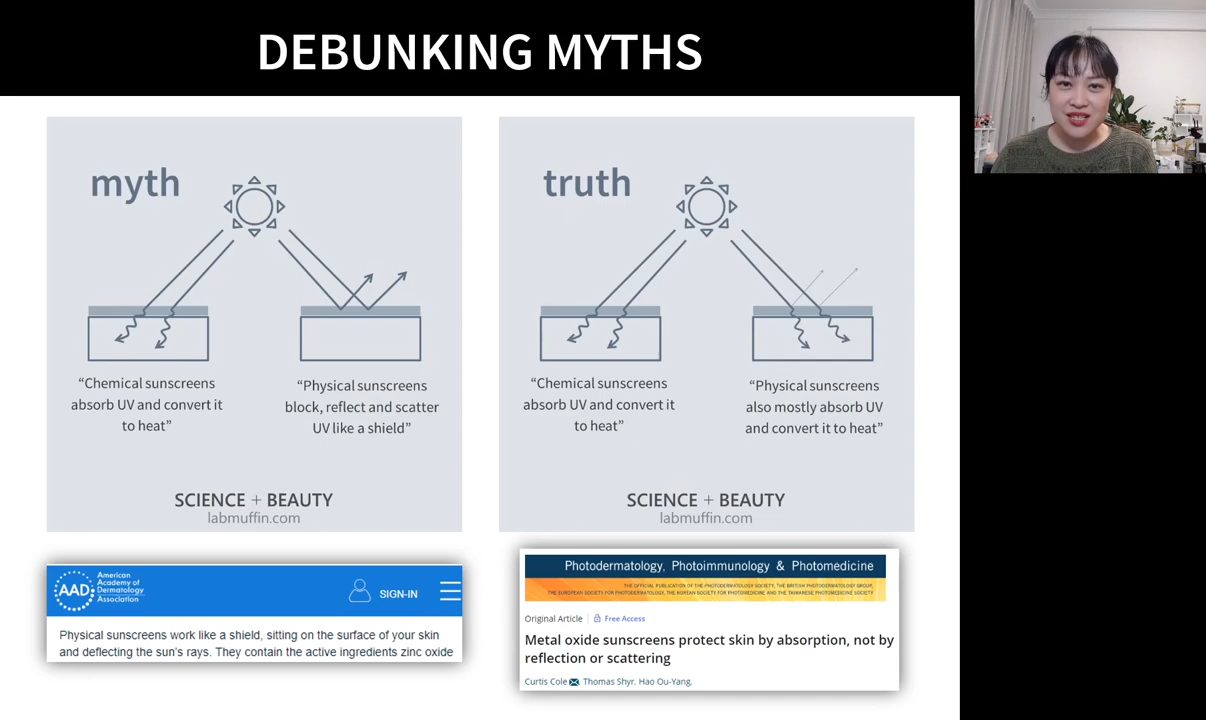 DEBUNKING MYTHS
myth
“Chemical sunscreens
absorb UV and convert it
to heat”
“Physical sunscreens
block, reflect and scatter
UV like a shield”
SCIENCE + BEAUTY
labmuffin.com
truth
“Chemical sunscreens
absorb UV and convert it
to heat”
“Physical sunscreens
also mostly absorb UV
and convert it to heat”
SCIENCE + BEAUTY
labmuffin.com
AAD
American
Academy of
Dermatology
Association
SIGN-IN
Physical sunscreens work like a shield, sitting on the surface of your skin
and deflecting the sun’s rays. They contain the active ingredients zinc oxide
Photodermatology, Photoimmunology & Photomedicine
THE OFFICIAL PUBLICATION OF THE PHOTODERMATOLOGY SOCIETY, THE BRITISH PHOTODERMATOLOGY GROUP,
THE EUROPEAN SOCIETY FOR PHOTODERMATOLOGY, THE KOREAN SOCIETY FOR PHOTOMEDICINE AND THE TAIWANESE PHOTOMEDICINE SOCIETY
Original Article | Free Access
Metal oxide sunscreens protect skin by absorption, not by
reflection or scattering
Curtis Cole, Thomas Shyr, Hao Ou-Yang,